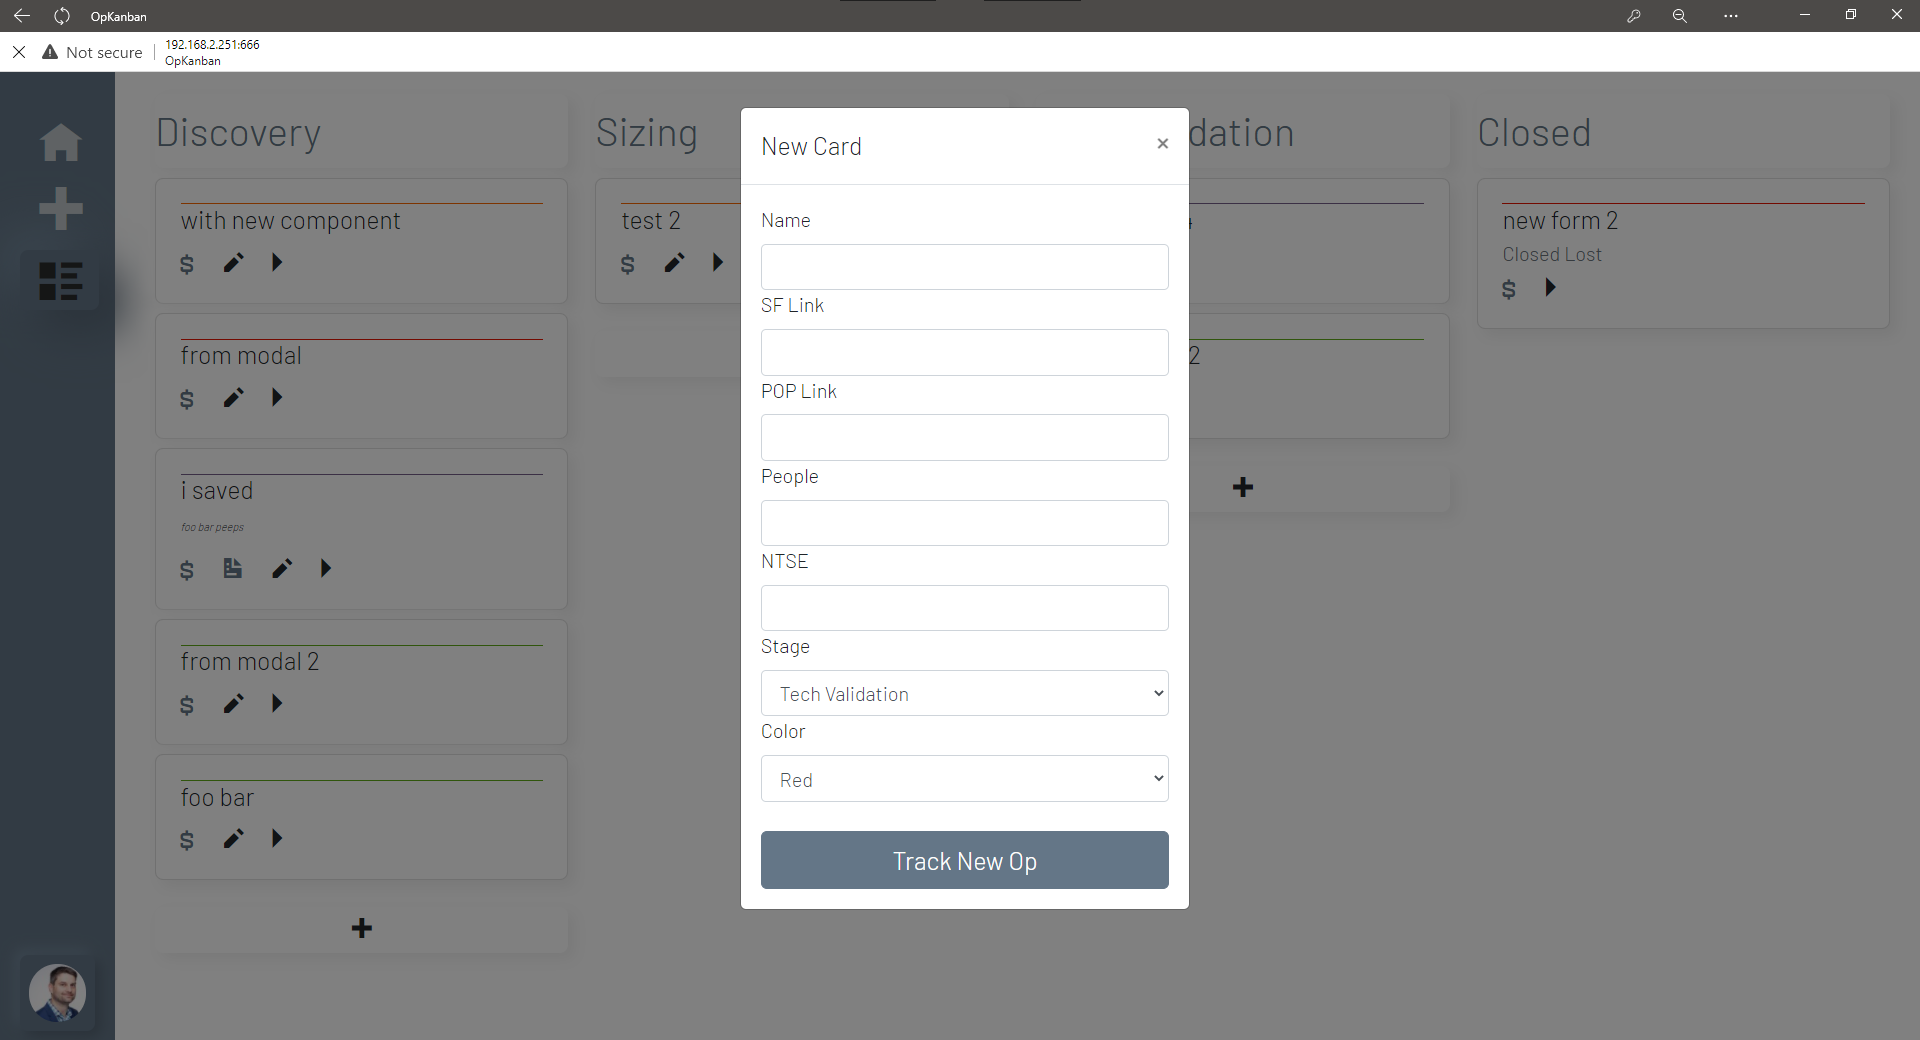 OpKanban
Not secure
192.168.2.251:666
OpKanban
Discovery
with new component
$
from modal
$
i saved
foo bar peeps
$
from modal 2
$
foo bar
$
Sizing
test 2
$
dation
2
Closed
new form 2
Closed Lost
$
New Card
×
Name
SF Link
POP Link
People
NTSE
Stage
Tech Validation
Color
Red
Track New Op